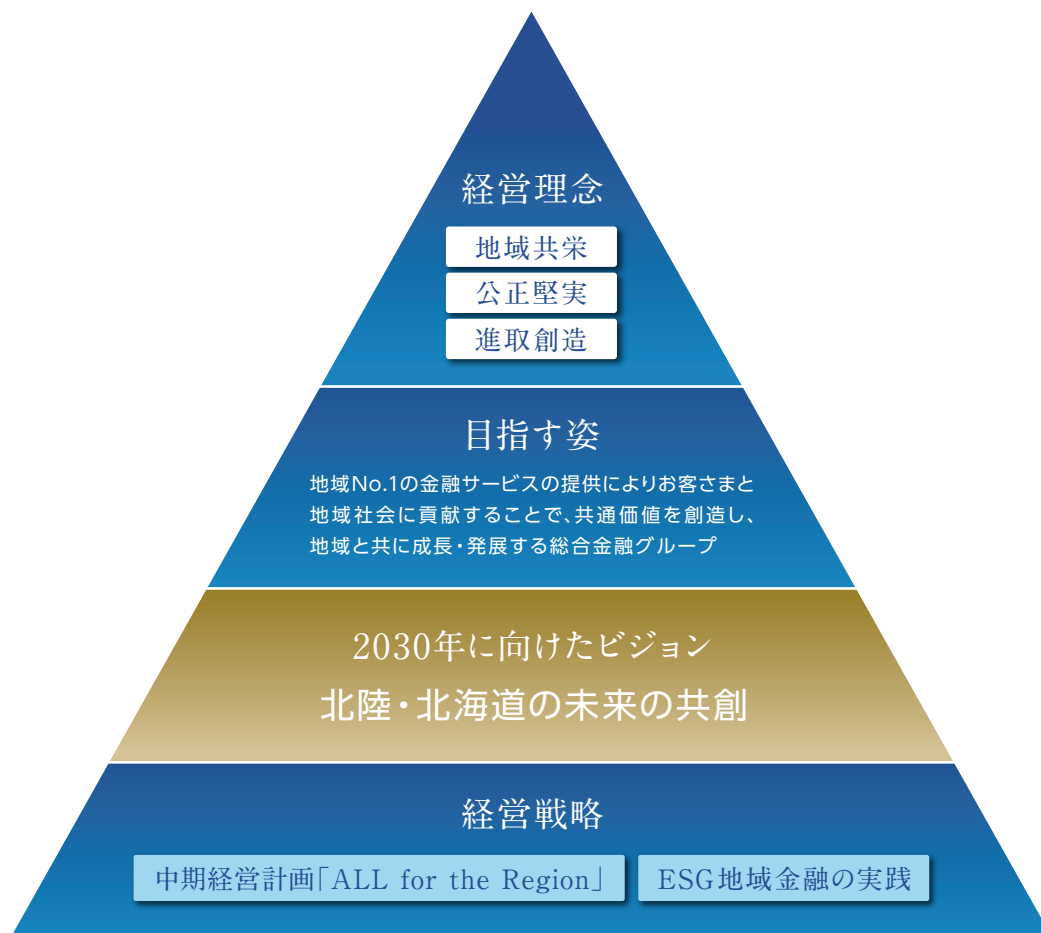 経営理念
地域共栄
公正堅実
進取創造
目指す姿
地域No.1の金融サービスの提供によりお客さまと
地域社会に貢献することで、共通価値を創造し、
地域と共に成長・発展する総合金融グループ
2030年に向けたビジョン
北陸・北海道の未来の共創
経営戦略
中期経営計画「ALL for the Region」
ESG地域金融の実践